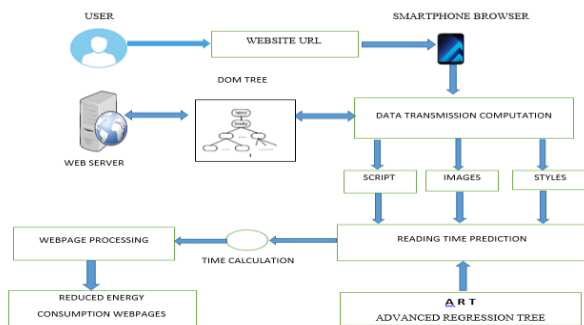 USER
SMARTPHONE BROWSER
WEBSITE URL
DOM TREE
DATA TRANSMISSION COMPUTATION
WEB SERVER
SCRIPT
IMAGES
STYLES
WEBPAGE PROCESSING
READING TIME PREDICTION
TIME CALCULATION
REDUCED ENERGY
CONSUMPTION WEBPAGES
A R T
ADVANCED REGRESSION TREE